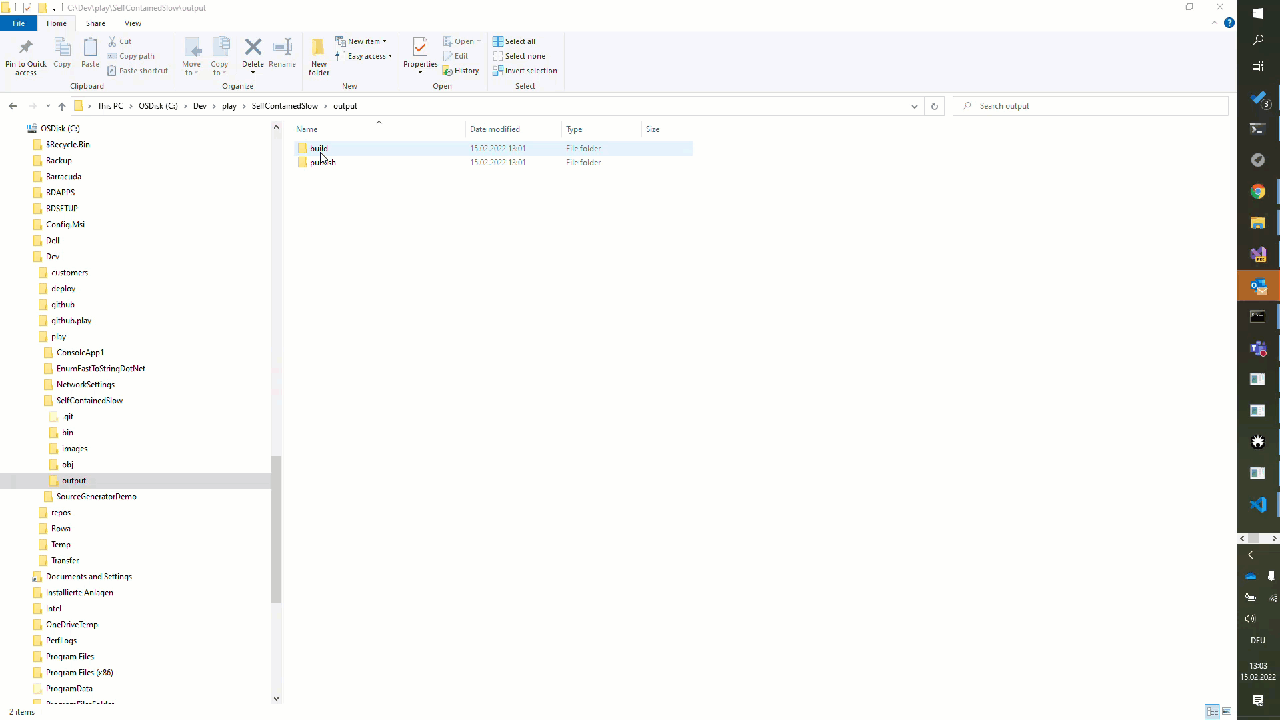 C:\Dev\play\SelfContainedSlow\output
File
Home
Share
View
Pin to Quick access
Copy
Paste
Cut
Copy path
Paste shortcut
Clipboard
Move to
Copy to
Delete
Rename
Organize
New folder
New item
Easy access
New
Properties
Open
Edit
History
Open
Select all
Select none
Invert selection
Select
This PC > OSDisk (C:) > Dev > play > SelfContainedSlow > output
Search output
OSDisk (C:)
$Recycle.Bin
Backup
Barracuda
BDAPPS
BDSETUP
Config.Msi
Dell
Dev
customers
deploy
github
github.play
play
ConsoleApp1
EnumFastToStringDotNet
NetworkSettings
SelfContainedSlow
.git
bin
images
obj
output
SourceGeneratorDemo
repos
Rowa
Temp
Transfer
Documents and Settings
Installierte Anlagen
Intel
OneDriveTemp
PerfLogs
Program Files
Program Files (x86)
ProgramData
Name
Date modified
Type
Size
build
15.02.2022 13:01
File folder
15.02.2022 13:01
File folder
2 items
3
DEU
13:03
15.02.2022